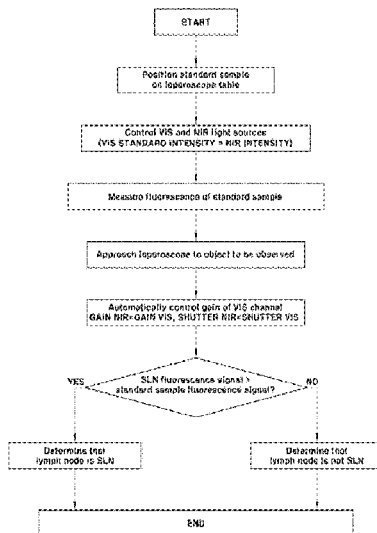 START
Position standard sample
on laparoscope table
Control VIS and NIR light sources
(VIS STANDARD INTENSITY = NIR INTENSITY)
Measure fluorescence of standard sample
Approach laparoscope to object to be observed
Automatically control gain of VIS channel
GAIN NIR<GAIN VIS, SHUTTER NIR<SHUTTER VIS
SLN fluorescence signal >
standard sample fluorescence signal?
YES
NO
Determine that
lymph node is SLN
Determine that
lymph node is not SLN
END